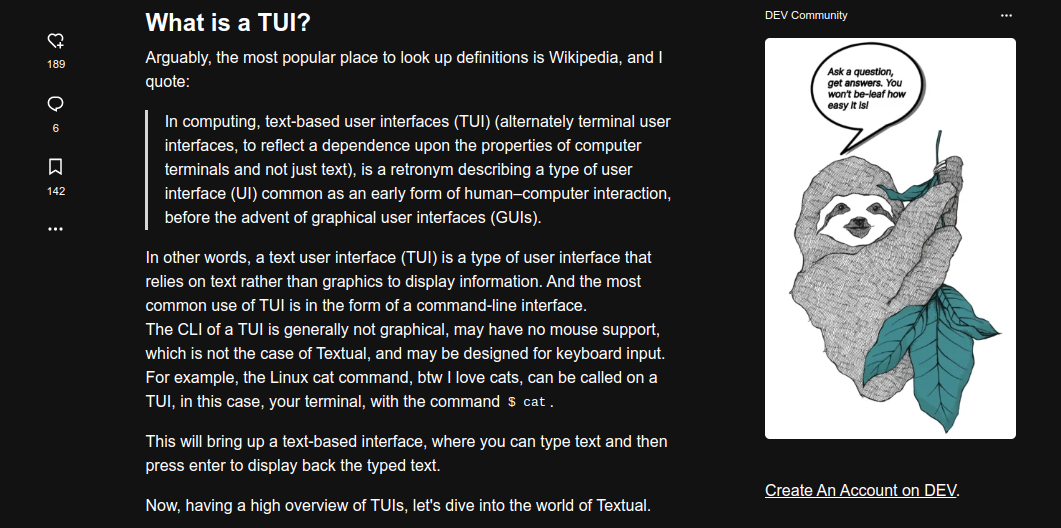 What is a TUI?
Arguably, the most popular place to look up definitions is Wikipedia, and I
quote:
In computing, text-based user interfaces (TUI) (alternately terminal user
interfaces, to reflect a dependence upon the properties of computer
terminals and not just text), is a retronym describing a type of user
interface (UI) common as an early form of human–computer interaction,
before the advent of graphical user interfaces (GUIs).
In other words, a text user interface (TUI) is a type of user interface that
relies on text rather than graphics to display information. And the most
common use of TUI is in the form of a command-line interface.
The CLI of a TUI is generally not graphical, may have no mouse support,
which is not the case of Textual, and may be designed for keyboard input.
For example, the Linux cat command, btw I love cats, can be called on a
TUI, in this case, your terminal, with the command $ cat.
This will bring up a text-based interface, where you can type text and then
press enter to display back the typed text.
Now, having a high overview of TUIs, let's dive into the world of Textual.
189
6
142
DEV Community
Ask a question,
get answers. You
won't be-leaf how
easy it is!
Create An Account on DEV.